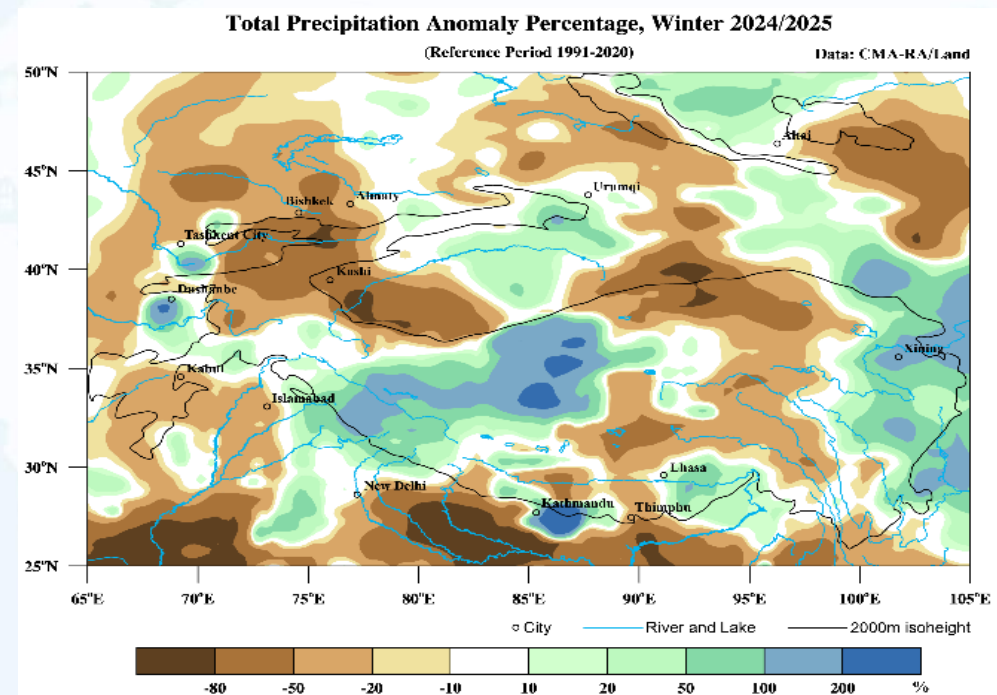 Total Precipitation Anomaly Percentage, Winter 2024/2025
(Reference Period 1991-2020)
Data: CMA-RA/Land
50°N
Altaj
45°N
Urumqi
Bishkek
Almaty
Tashkent City
40°N
Kashi
Dushanbe
Xining
35°N
Kabul
Islamabad
30°N
Lhasa
New Delhi
Kathmandu
Thimphu
25°N
65°E 70°E 75°E 80°E 85°E 90°E 95°E 100°E 105°E
City River and Lake 2000m isoheight
-80 -50 -20 -10 10 20 50 100 200 %